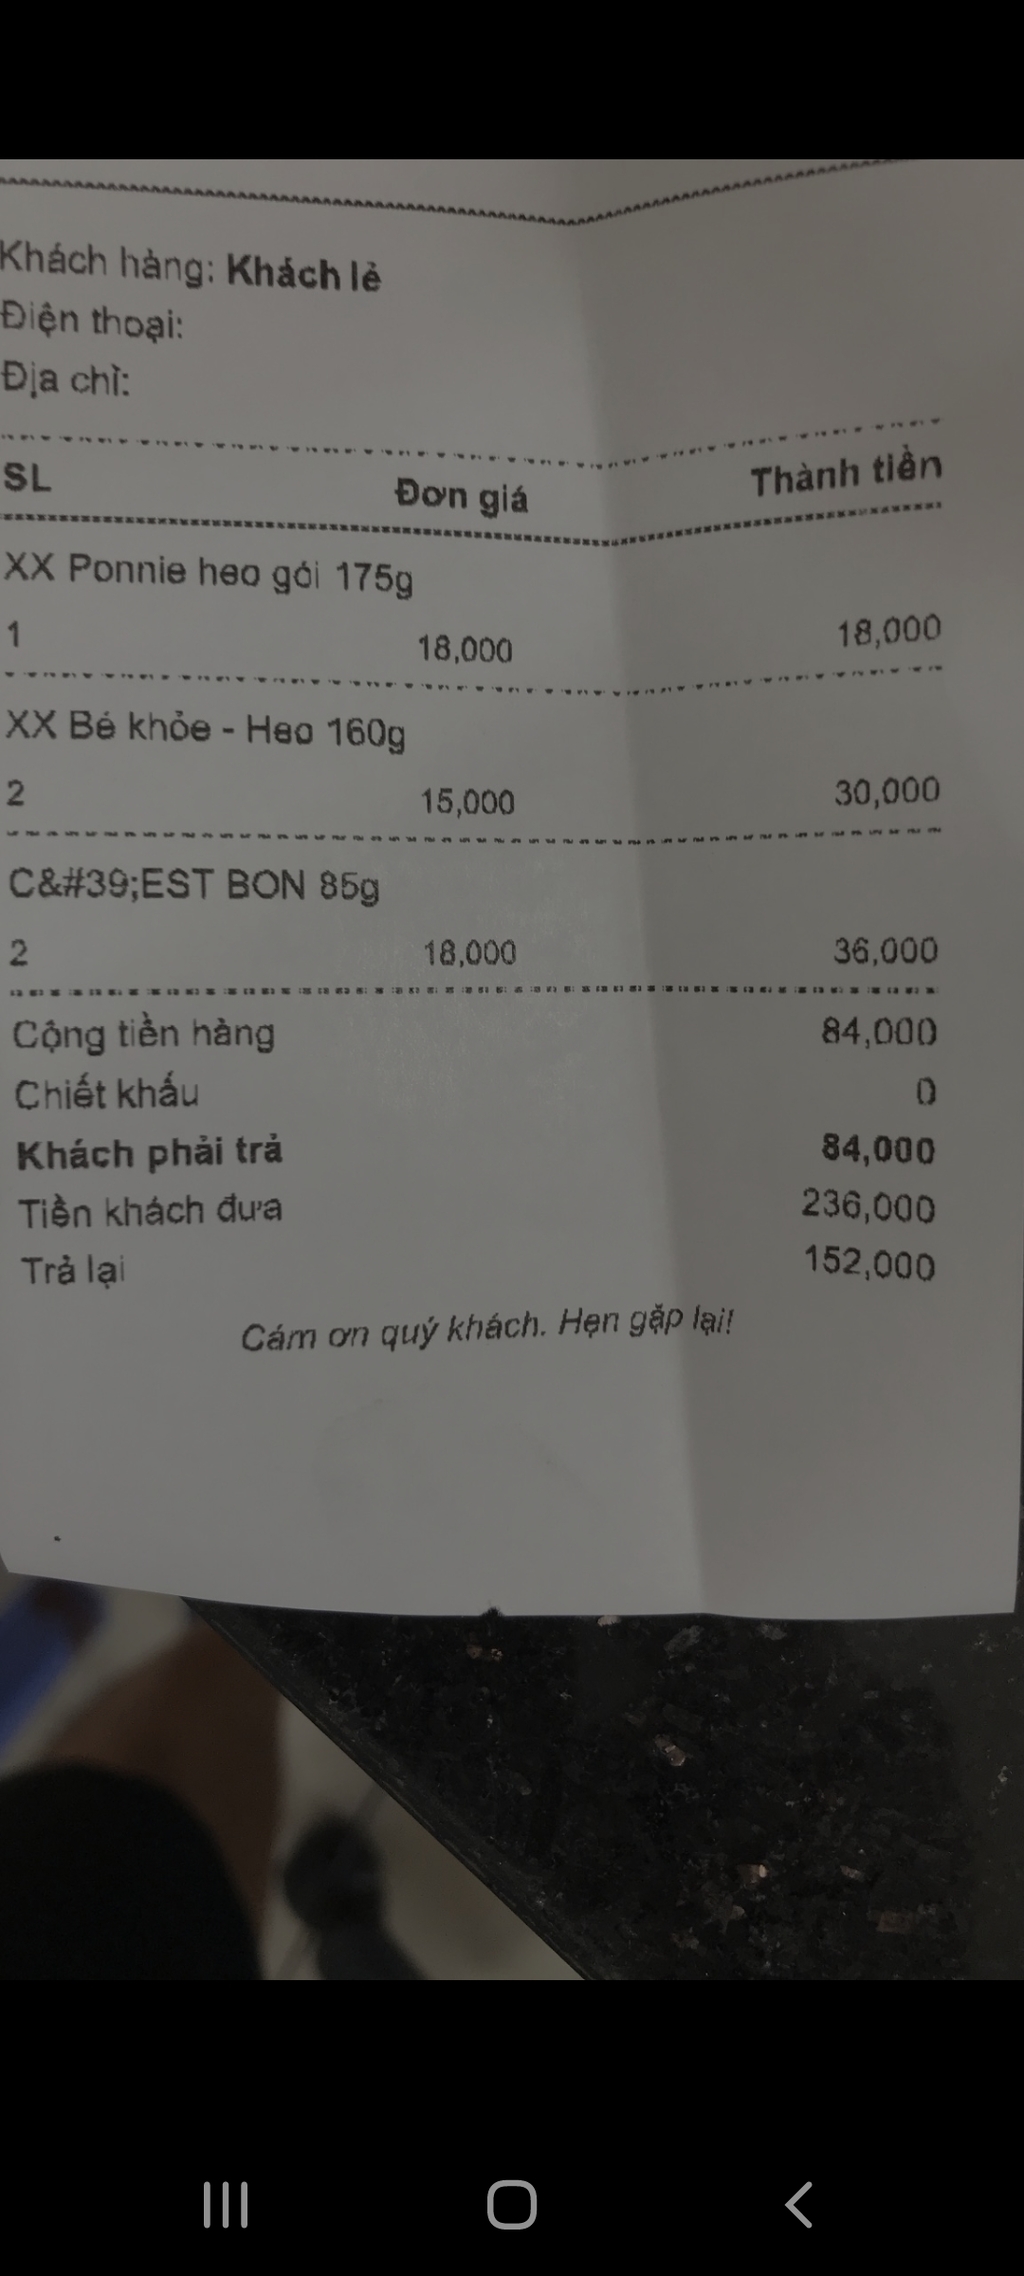 Khách hàng: Khách lẻ
Điện thoại:
Địa chỉ:
SL Đơn giá Thành tiền
XX Ponnie heo gói 175g
1 18,000 18,000
XX Bé khỏe - Heo 160g
2 15,000 30,000
C&#39;EST BON 85g
2 18,000 36,000
Cộng tiền hàng 84,000
Chiết khấu 0
Khách phải trả 84,000
Tiền khách đưa 236,000
Trả lại 152,000
Cám ơn quý khách. Hẹn gặp lại!